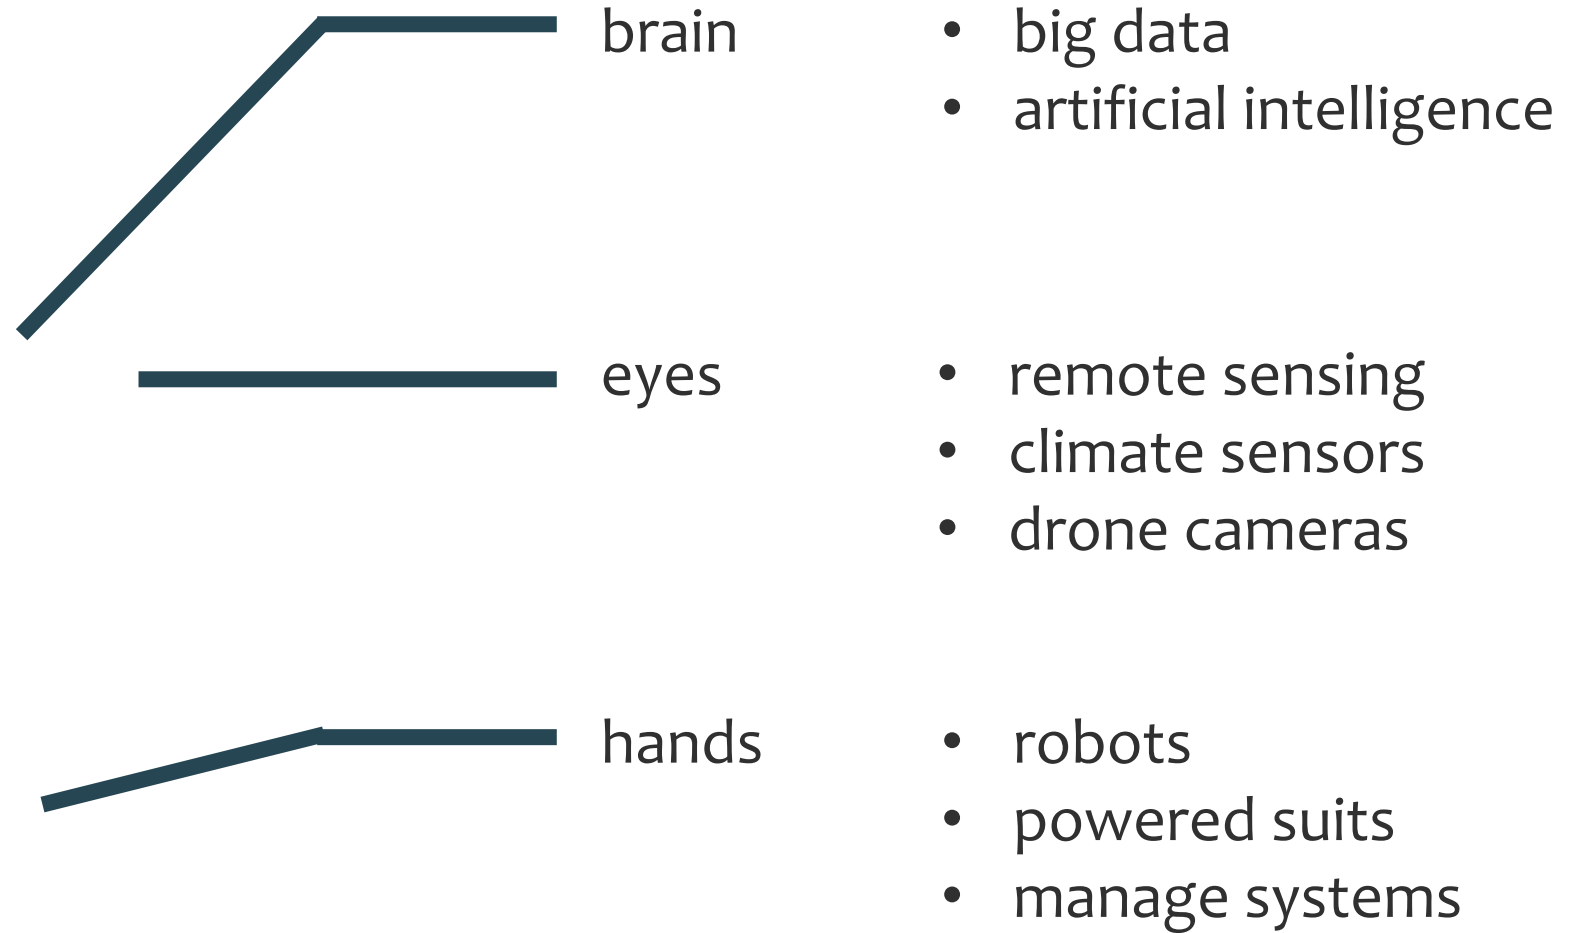 brain
• big data
• artificial intelligence
eyes
• remote sensing
• climate sensors
• drone cameras
hands
• robots
• powered suits
• manage systems